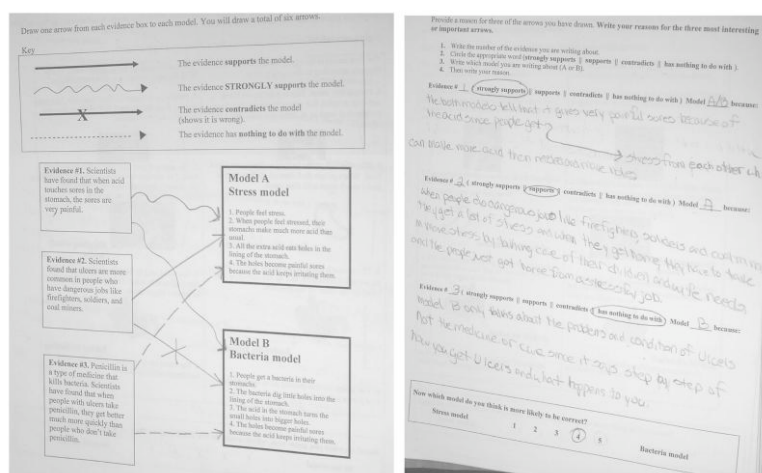 Draw one arrow from each evidence box to each model. You will draw a total of six arrows.
Key
The evidence supports the model.
The evidence STRONGLY supports the model.
X
The evidence contradicts the model
(shows it is wrong).
The evidence has nothing to do with the model.
Evidence #1. Scientists
have found that when acid
touches sores in the
stomach, the sores are
very painful.
Evidence #2. Scientists
found that ulcers are more
common in people who
have dangerous jobs like
firefighters, soldiers, and
coal miners.
Evidence #3. Penicillin is
a type of medicine that
kills bacteria. Scientists
have found that when
people with ulcers take
penicillin, they get better
much more quickly than
people who don't take
penicillin.
Model A
Stress model
1. People feel stress.
2. When people feel stressed, their
stomachs make much more acid than
usual.
3. All the extra acid eats holes in the
lining of the stomach.
4. The holes become painful sores
because the acid keeps irritating them.
Model B
Bacteria model
1. People get a bacteria in their
stomachs.
2. The bacteria dig little holes into the
lining of the stomach.
3. The acid in the stomach turns the
small holes into bigger holes.
4. The holes become painful sores
because the acid keeps irritating them.
Provide a reason for three of the arrows you have drawn. Write your reasons for the three most interesting
or important arrows.
1. Write the number of the evidence you are writing about.
2. Circle the appropriate word (strongly supports || supports || contradicts || has nothing to do with ).
3. Write which model you are writing about (A or B).
4. Then write your reason.
Evidence # 1 ( strongly supports || supports || contradicts || has nothing to do with ) Model A/B because:
the both models tell that it gives very painful sores because of
the acid since people get
stress from each other
can make more acid then
Evidence # 2 ( strongly supports || supports || contradicts || has nothing to do with ) Model A because:
when people do dangerous job like firefighting, soldiers and
they get a lot of stress and when they get home they have to
more stress by taking care of their children and wife needs
and the people just got home from a stressful job.
Evidence # 3 ( strongly supports || supports || contradicts || has nothing to do with ) Model B because:
Model B only talks about the problem and condition of Ulcers
not the medicine or cure since it says step by step of
how you get Ulcers and what happens to you.
Now which model do you think is more likely to be correct?
Stress model 1 2 3 4 5 Bacteria model